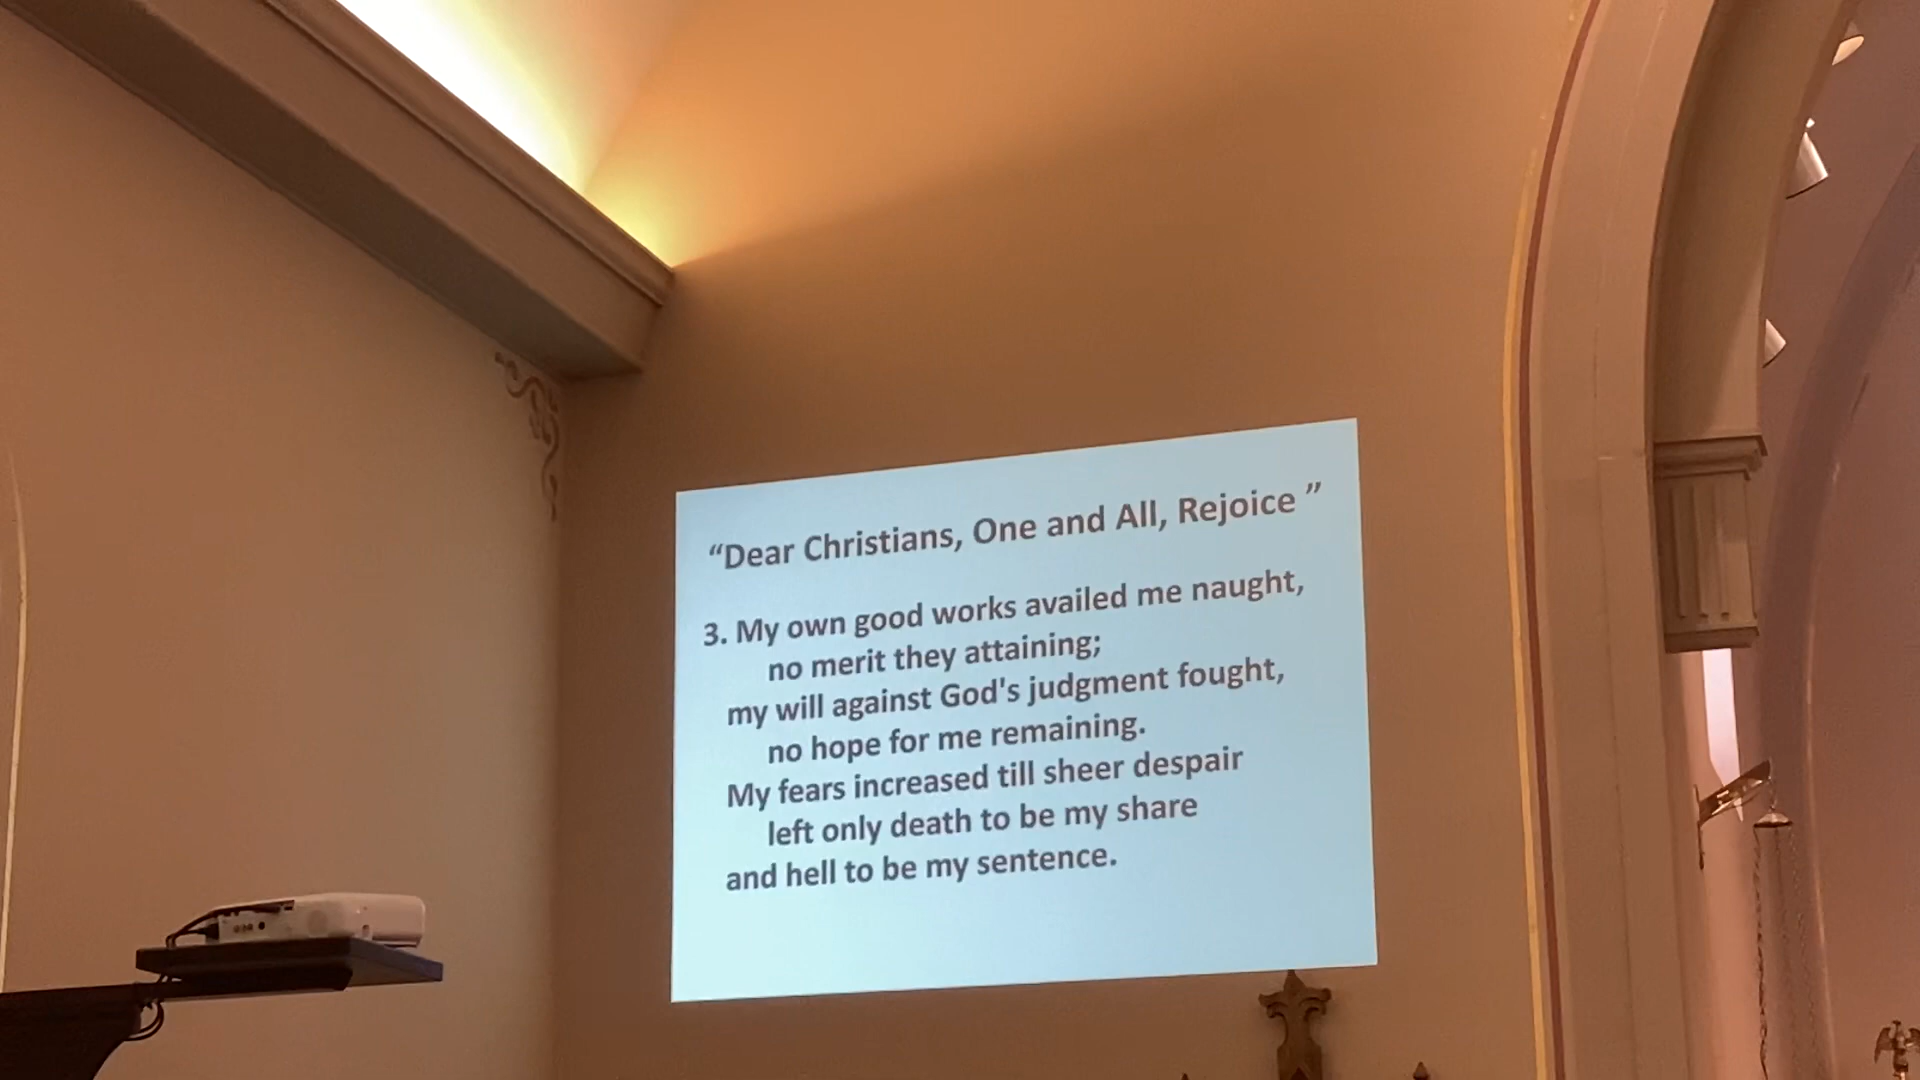 “Dear Christians, One and All, Rejoice ”
3. My own good works availed me naught,
no merit they attaining;
my will against God's judgment fought,
no hope for me remaining.
My fears increased till sheer despair
left only death to be my share
and hell to be my sentence.